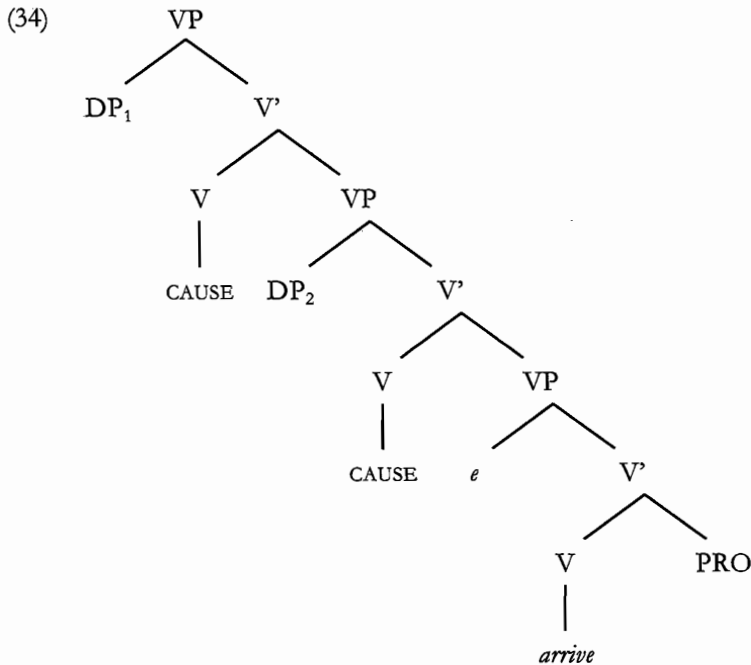 (34) VP
DP₁ V'
V VP
CAUSE DP₂ V'
V VP
CAUSE e V'
V PRO
arrive